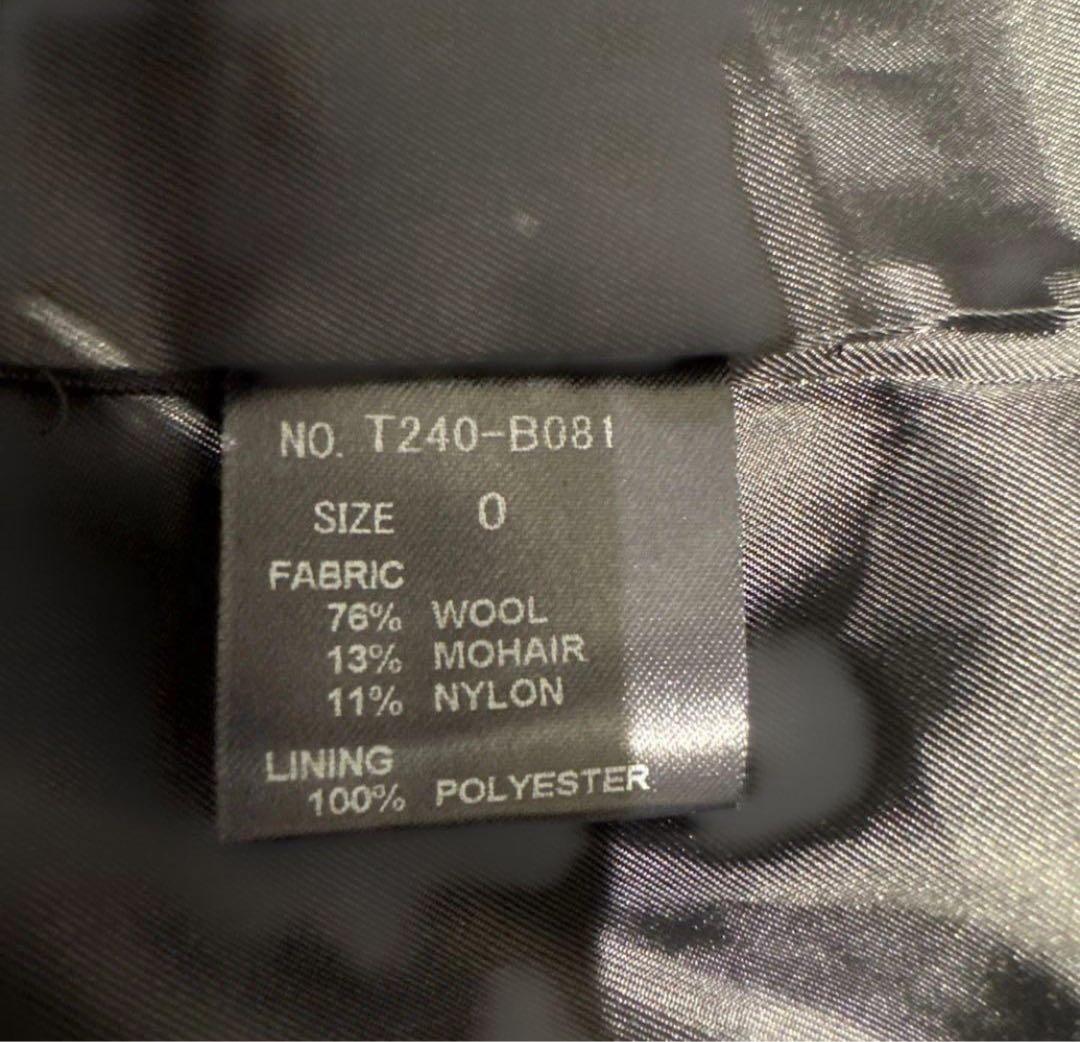 NO. T240-B081
SIZE 0
FABRIC
76% WOOL
13% MOHAIR
11% NYLON
LINING
100% POLYESTER